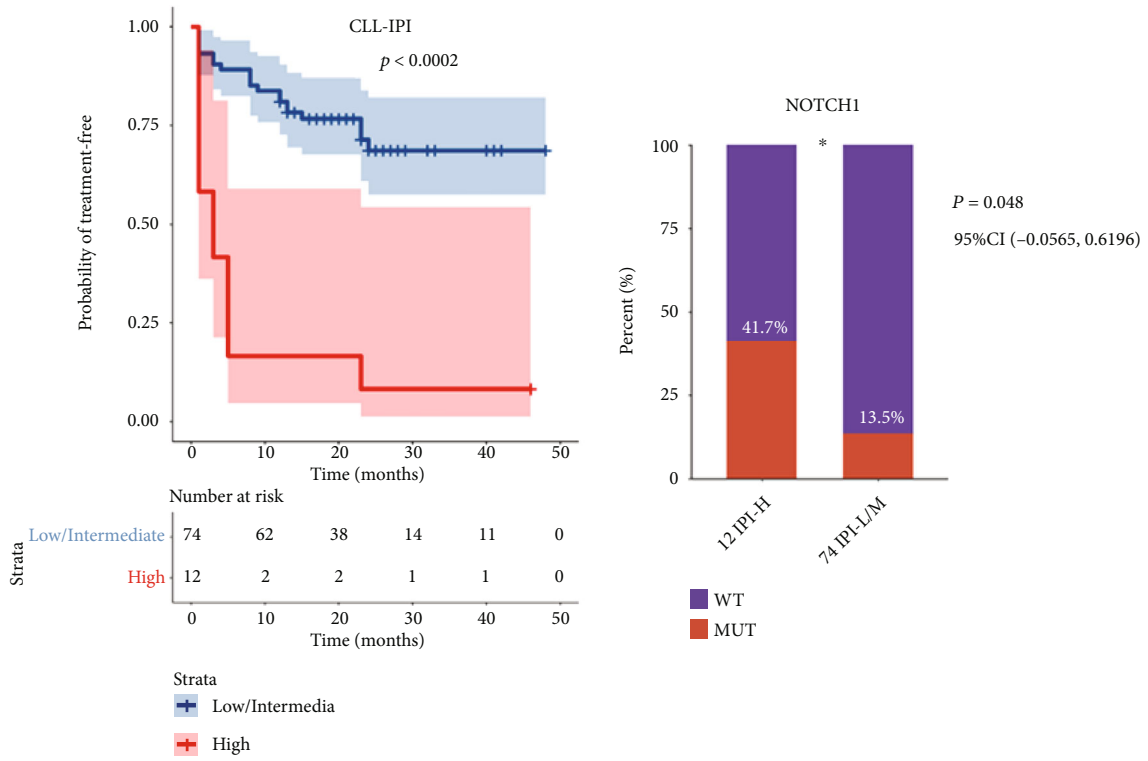 CLL-IPI
p < 0.0002
Probability of treatment-free
1.00
0.75
0.50
0.25
0.00
0 10 20 30 40 50
Time (months)
Number at risk
Strata
Low/Intermediate 74 62 38 14 11 0
High 12 2 2 1 1 0
0 10 20 30 40 50
Time (months)
Strata
Low/Intermedia
High
NOTCH1
*
Percent (%)
100
75
50
25
0
41.7%
13.5%
P = 0.048
95%CI (–0.0565, 0.6196)
12 IPI-H
74 IPI-L/M
WT
MUT